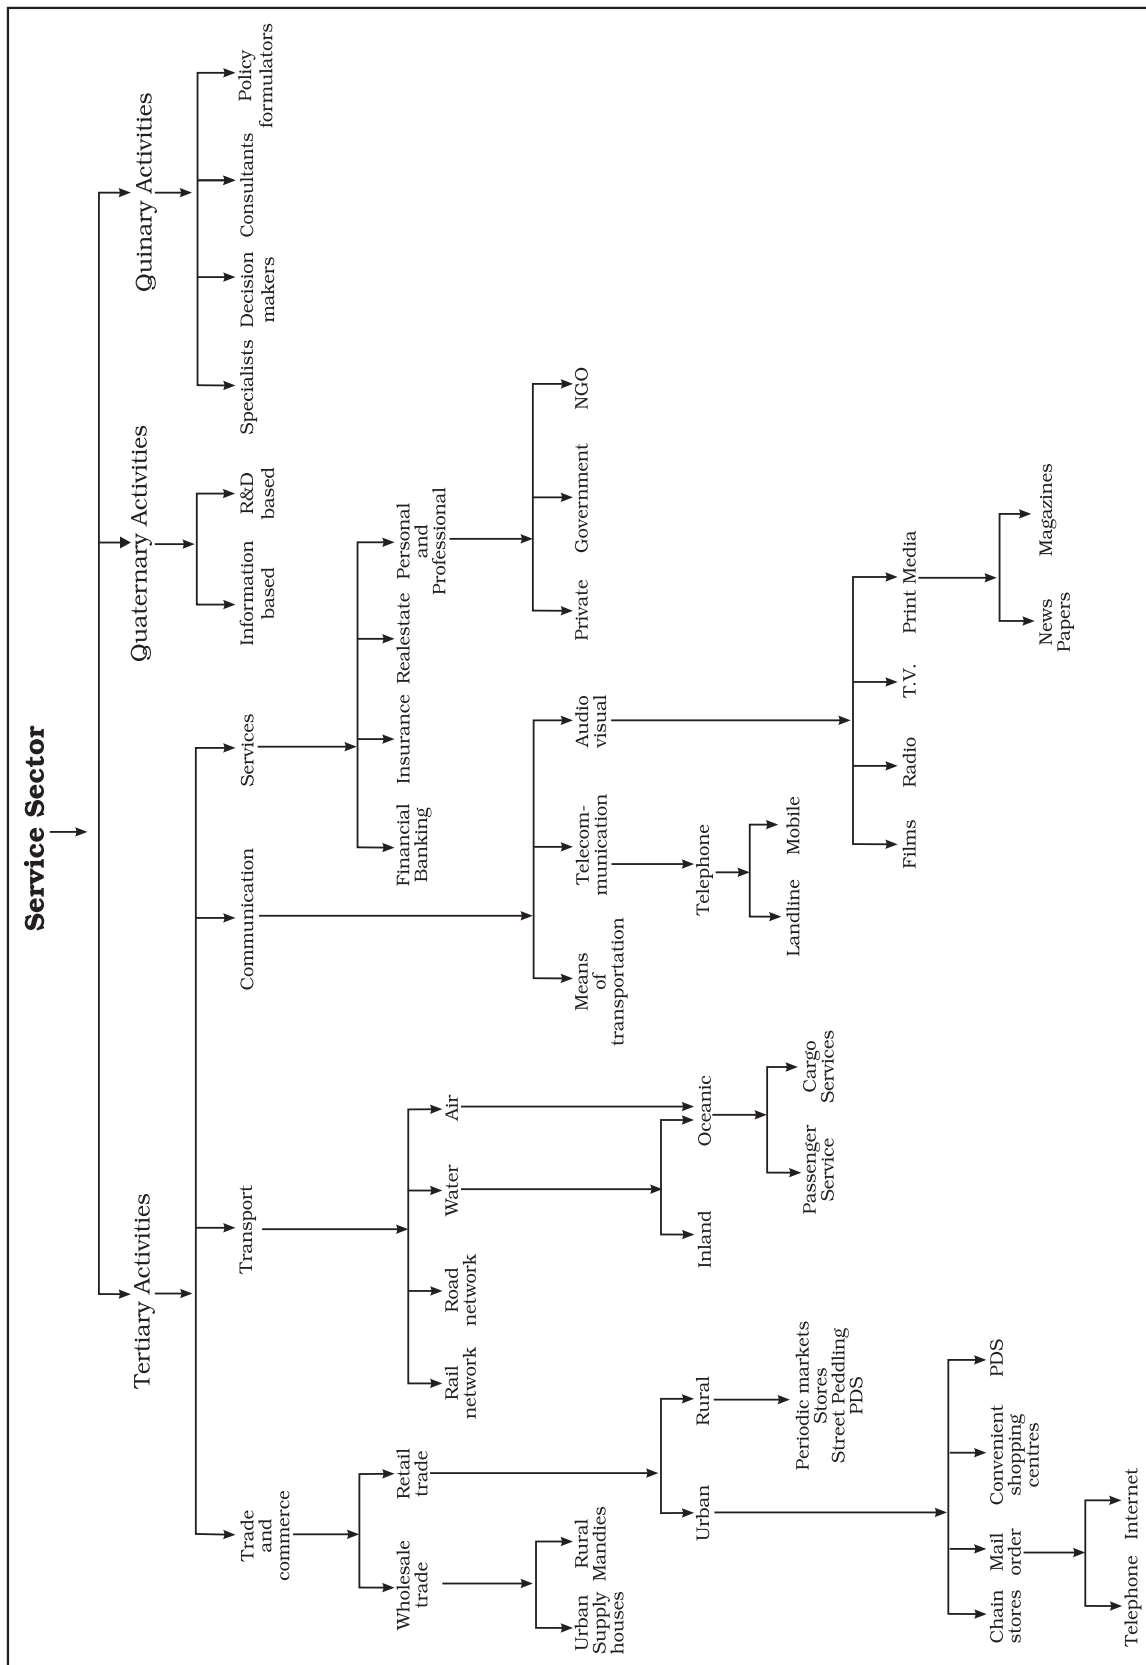 Service Sector
Tertiary Activities
Quaternary Activities
Quinary Activities
Trade
and
commerce
Transport
Communication
Services
Information
based
R&D
based
Specialists
Decision
makers
Consultants
Policy
formulators
Wholesale
trade
Retail
trade
Rail
network
Road
network
Water
Air
Financial
Banking
Insurance
Realestate
Personal
and
Professional
Urban
Supply
houses
Rural
Mandies
Means
of
transportation
Telecom-
munication
Audio
visual
Private
Government
NGO
Urban
Rural
Inland
Oceanic
Telephone
Periodic markets
Stores
Street Peddling
PDS
Passenger
Service
Cargo
Services
Landline
Mobile
Films
Radio
T.V.
Print Media
Chain
stores
Mail
order
Convenient
shopping
centres
PDS
News
Papers
Magazines
Telephone
Internet